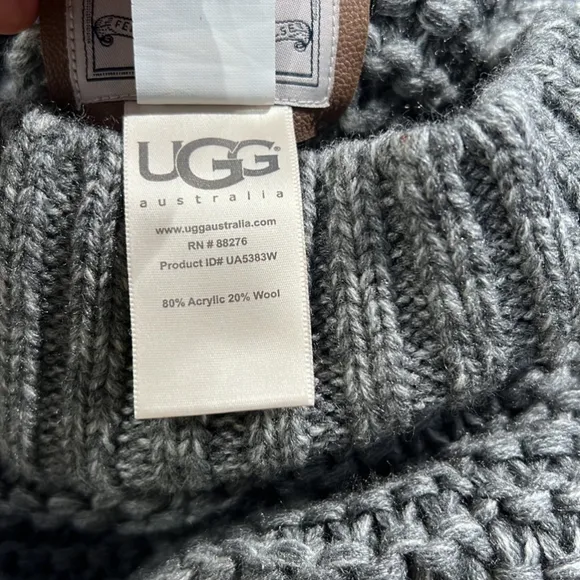 UGG®
australia
www.uggaustralia.com
RN # 88276
Product ID# UA5383W
80% Acrylic 20% Wool